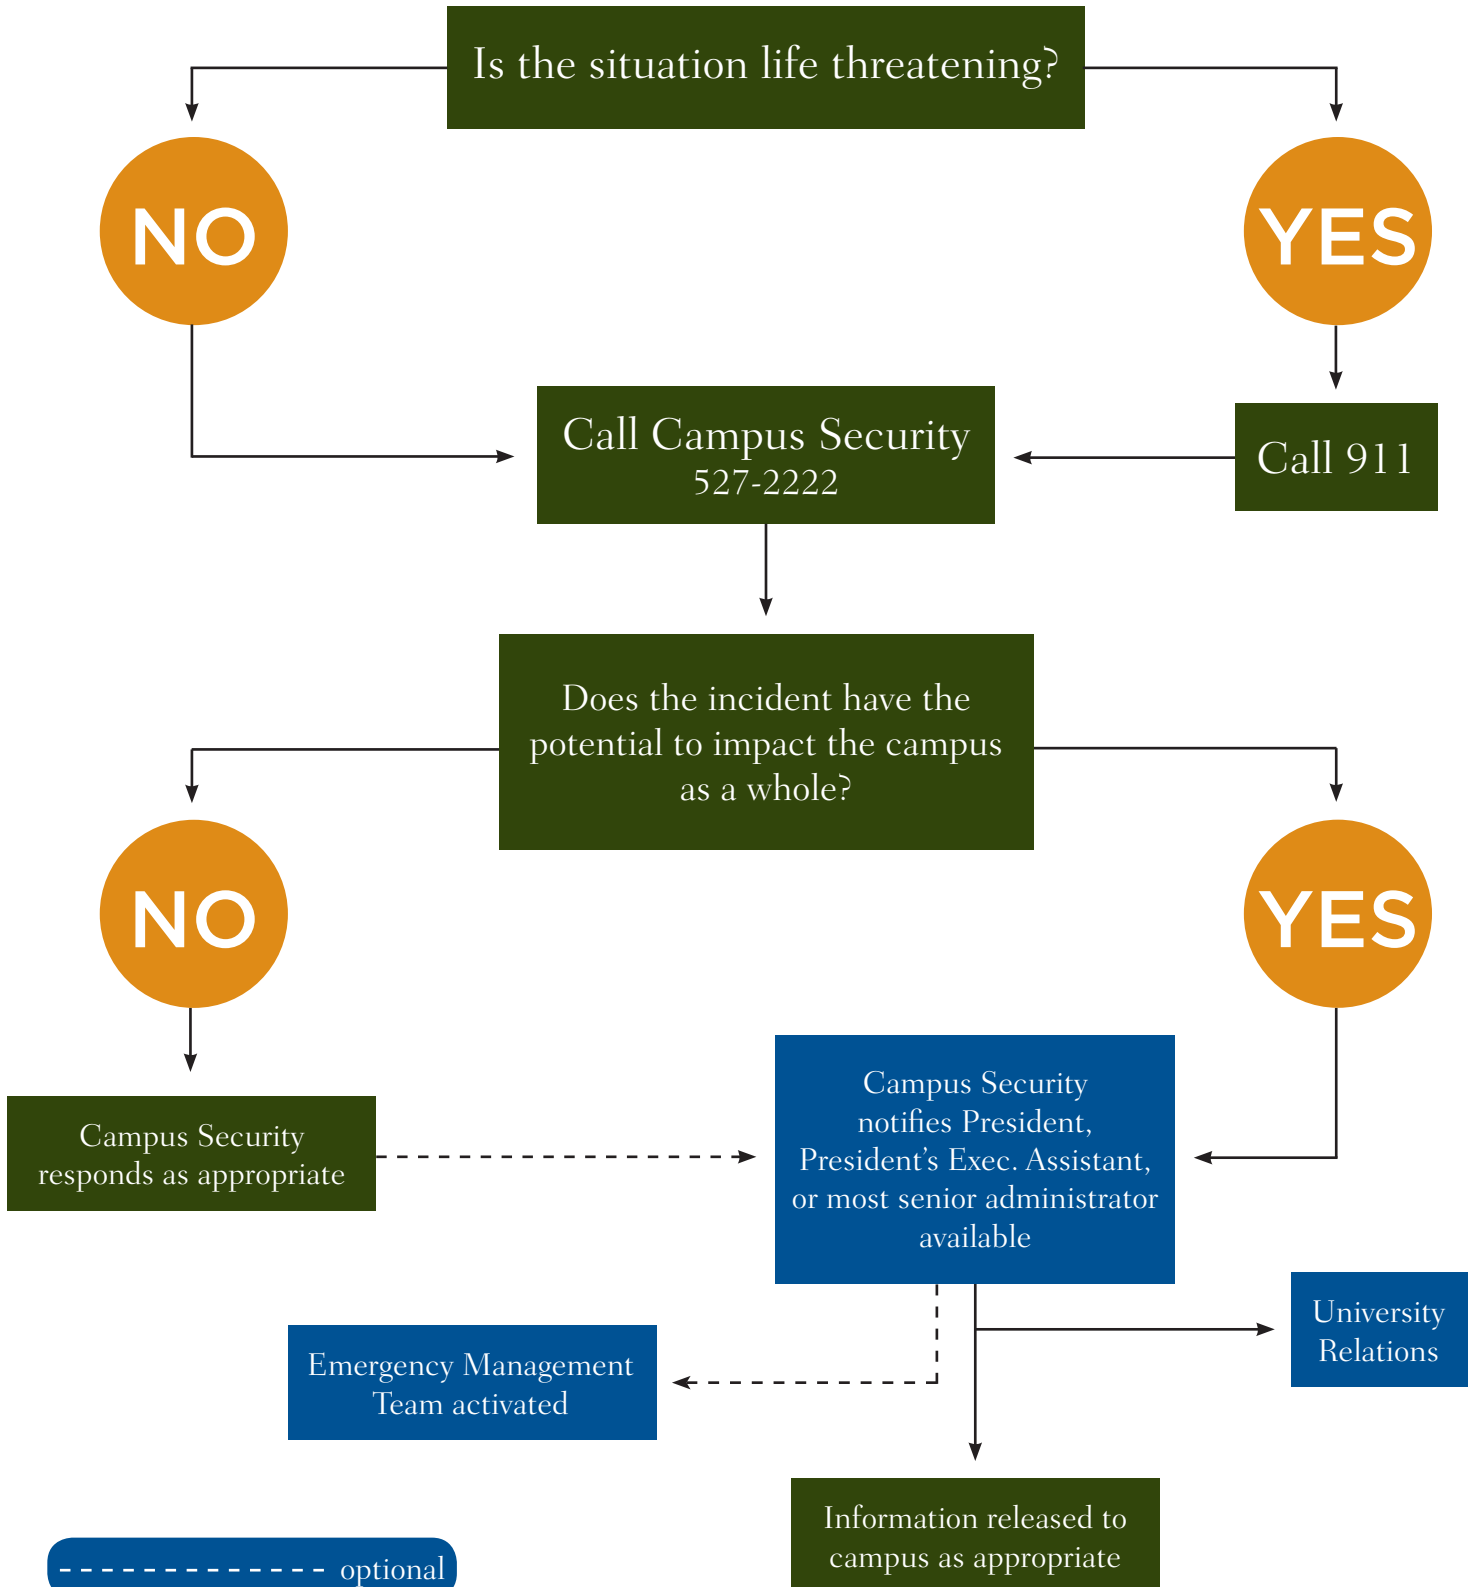 Is the situation life threatening?
NO
YES
Call Campus Security
527-2222
Call 911
Does the incident have the
potential to impact the campus
as a whole?
NO
YES
Campus Security
responds as appropriate
Campus Security
notifies President,
President’s Exec. Assistant,
or most senior administrator
available
University
Relations
Emergency Management
Team activated
Information released to
campus as appropriate
optional